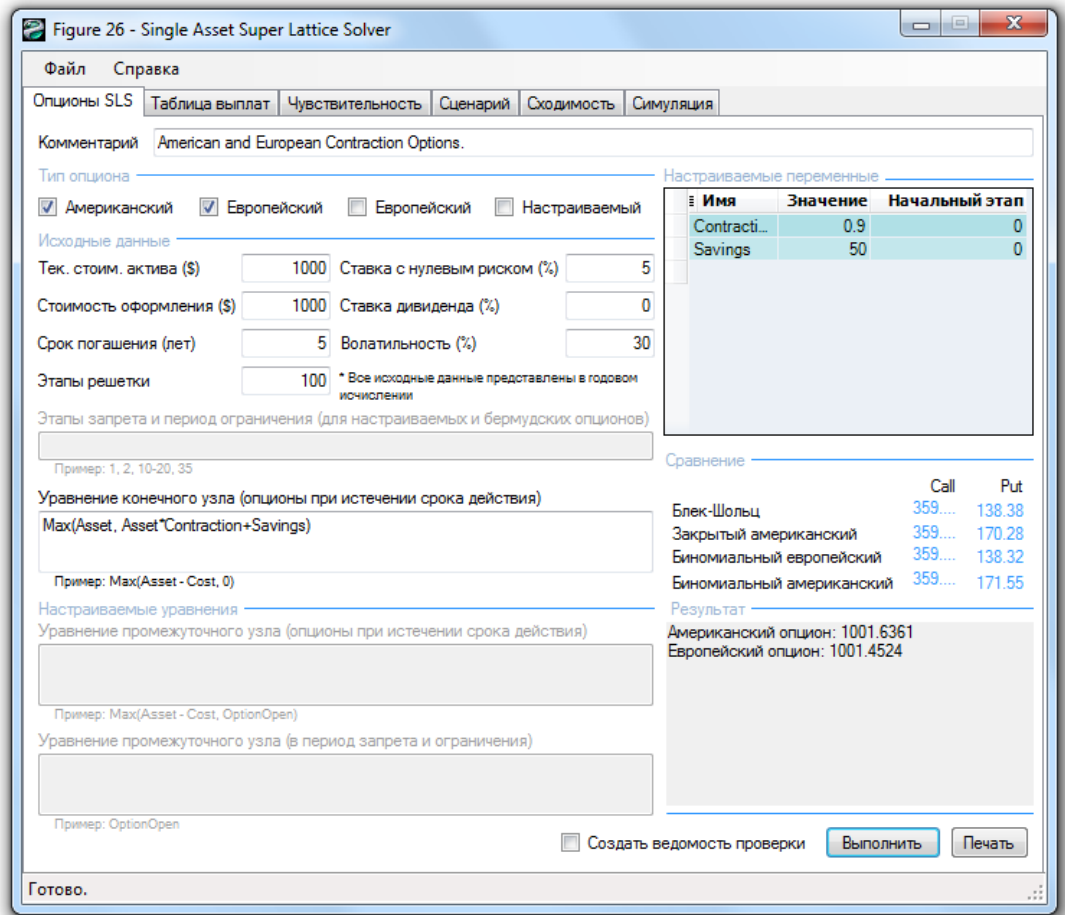 Figure 26 - Single Asset Super Lattice Solver
Файл Справка
Опционы SLS Таблица выплат Чувствительность Сценарий Сходимость Симуляция
Комментарий American and European Contraction Options.
Тип опциона
Американский Европейский Европейский Настраиваемый
Исходные данные
Тек. стоим. актива ($) 1000 Ставка с нулевым риском (%) 5
Стоимость оформления ($) 1000 Ставка дивиденда (%) 0
Срок погашения (лет) 5 Волатильность (%) 30
Этапы решетки 100 * Все исходные данные представлены в годовом
исчислении
Этапы запрета и период ограничения (для настраиваемых и бермудских опционов)
Пример: 1, 2, 10-20, 35
Уравнение конечного узла (опционы при истечении срока действия)
Max(Asset, Asset*Contraction+Savings)
Пример: Max(Asset - Cost, 0)
Настраиваемые уравнения
Уравнение промежуточного узла (опционы при истечении срока действия)
Пример: Max(Asset - Cost, OptionOpen)
Уравнение промежуточного узла (в период запрета и ограничения)
Пример: OptionOpen
Настраиваемые переменные
Имя Значение Начальный этап
Contracti... 0.9 0
Savings 50 0
Сравнение
Call Put
Блек-Шольц 359.... 138.38
Закрытый американский 359.... 170.28
Биномиальный европейский 359.... 138.32
Биномиальный американский 359.... 171.55
Результат
Американский опцион: 1001.6361
Европейский опцион: 1001.4524
Создать ведомость проверки Выполнить Печать
Готово.